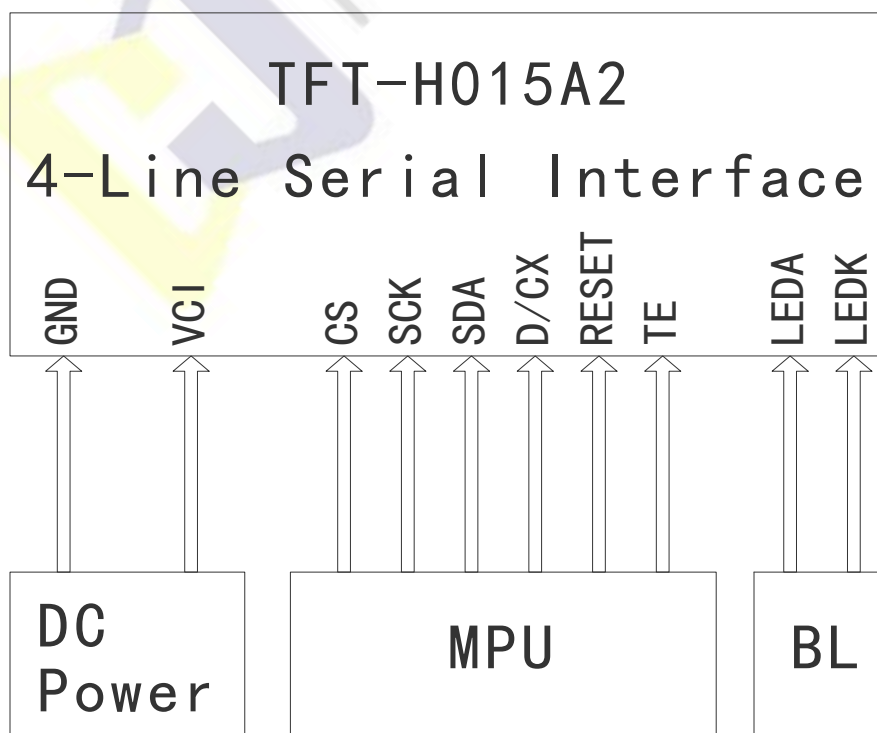 TFT-H015A2
4-Line Serial Interface
GND
VCI
CS
SCK
SDA
D/CX
RESET
TE
LEDA
LEDK
DC
Power
MPU
BL